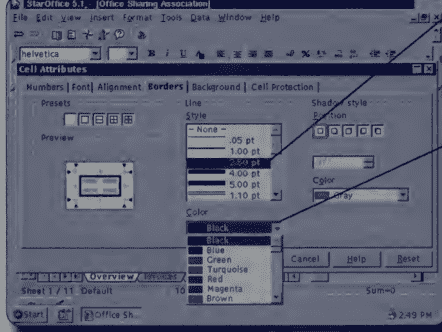 StarOffice 5.1 - [Office Sharing Association]
File Edit View Insert Format Tools Data Window Help
helvetica
B I U
Cell Attributes
Numbers Font Alignment Borders Background Cell Protection
Presets Line Shadow style
Style Position
- None -
.05 pt
Preview 1.00 pt
2.50 pt
4.00 pt
5.00 pt
1.10 pt
Color
Gray
Color
Black
Black
Blue
Green
Turquoise
Red
Magenta
Brown
Cancel Help Reset
Overview
Sheet 1 / 11 Default 10 Sum=0
Start Office Sh... 2:49 PM